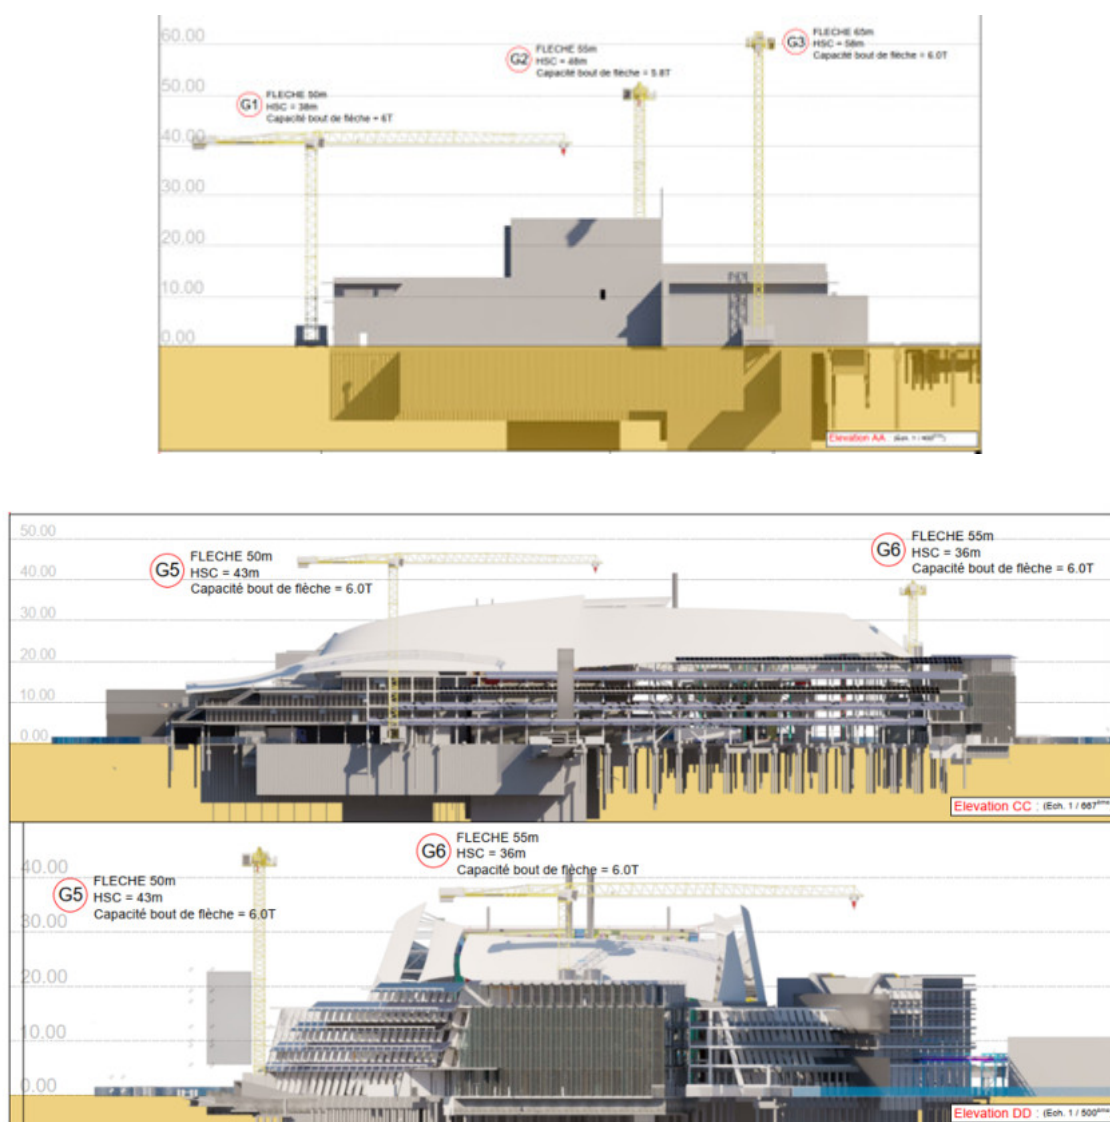 60.00
G3
FLECHE 65m
HSC = 58m
Capacité bout de flèche = 6.0T
G2
FLECHE 55m
HSC = 48m
Capacité bout de flèche = 5.8T
50.00
G1
FLECHE 50m
HSC = 38m
Capacité bout de flèche = 6T
40.00
30.00
20.00
10.00
0.00
Elevation AA : (Ech. 1 /
50.00
G5
FLECHE 50m
HSC = 43m
Capacité bout de flèche = 6.0T
G6
FLECHE 55m
HSC = 36m
Capacité bout de flèche = 6.0T
40.00
30.00
20.00
10.00
0.00
Elevation CC : (Ech. 1 / 667ème
G6
FLECHE 55m
HSC = 36m
Capacité bout de flèche = 6.0T
40.00
G5
FLECHE 50m
HSC = 43m
Capacité bout de flèche = 6.0T
30.00
20.00
10.00
0.00
Elevation DD : (Ech. 1 / 500ème